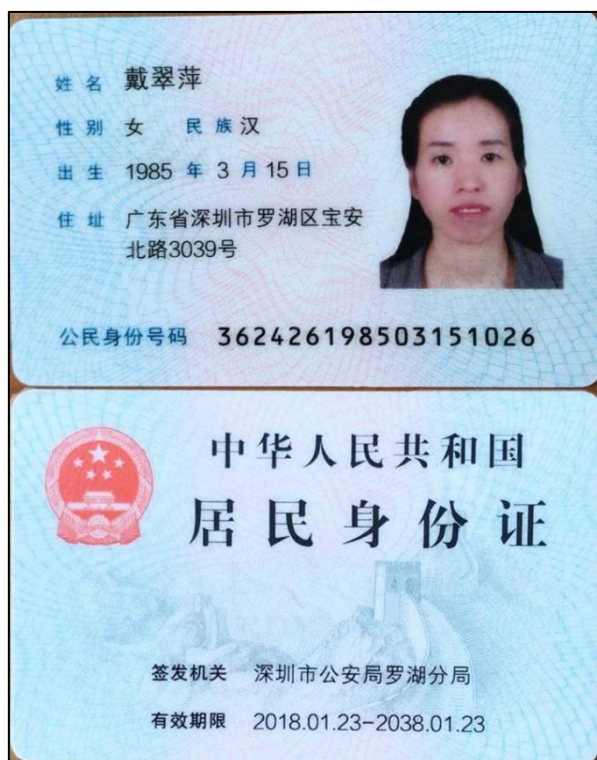 姓名 戴翠萍
性别 女 民族 汉
出生 1985 年 3 月 15 日
住址 广东省深圳市罗湖区宝安
北路3039号
公民身份号码 362426198503151026
中华人民共和国
居民身份证
签发机关 深圳市公安局罗湖分局
有效期限 2018.01.23-2038.01.23